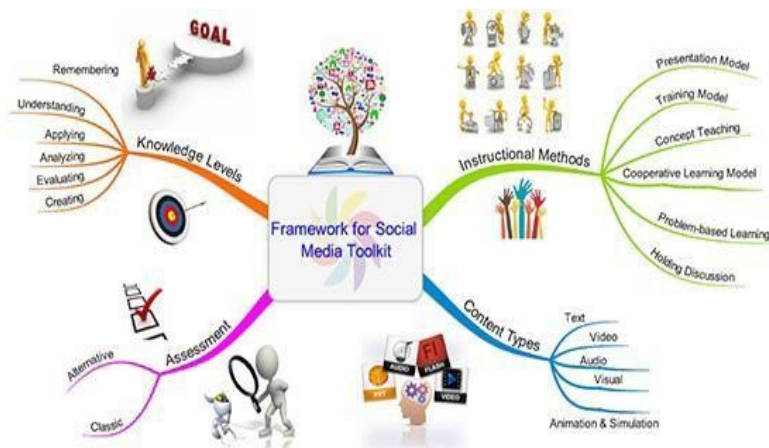 GOAL
Remembering
Understanding
Applying
Analyzing
Evaluating
Creating
Knowledge Levels
Framework for Social
Media Toolkit
Instructional Methods
Presentation Model
Training Model
Concept Teaching
Cooperative Learning Model
Problem-based Learning
Holding Discussion
Assessment
Alternative
Classic
Content Types
Text
Video
Audio
Visual
Animation & Simulation
AUDIO
Fl
FLASH
PPT
VIDEO